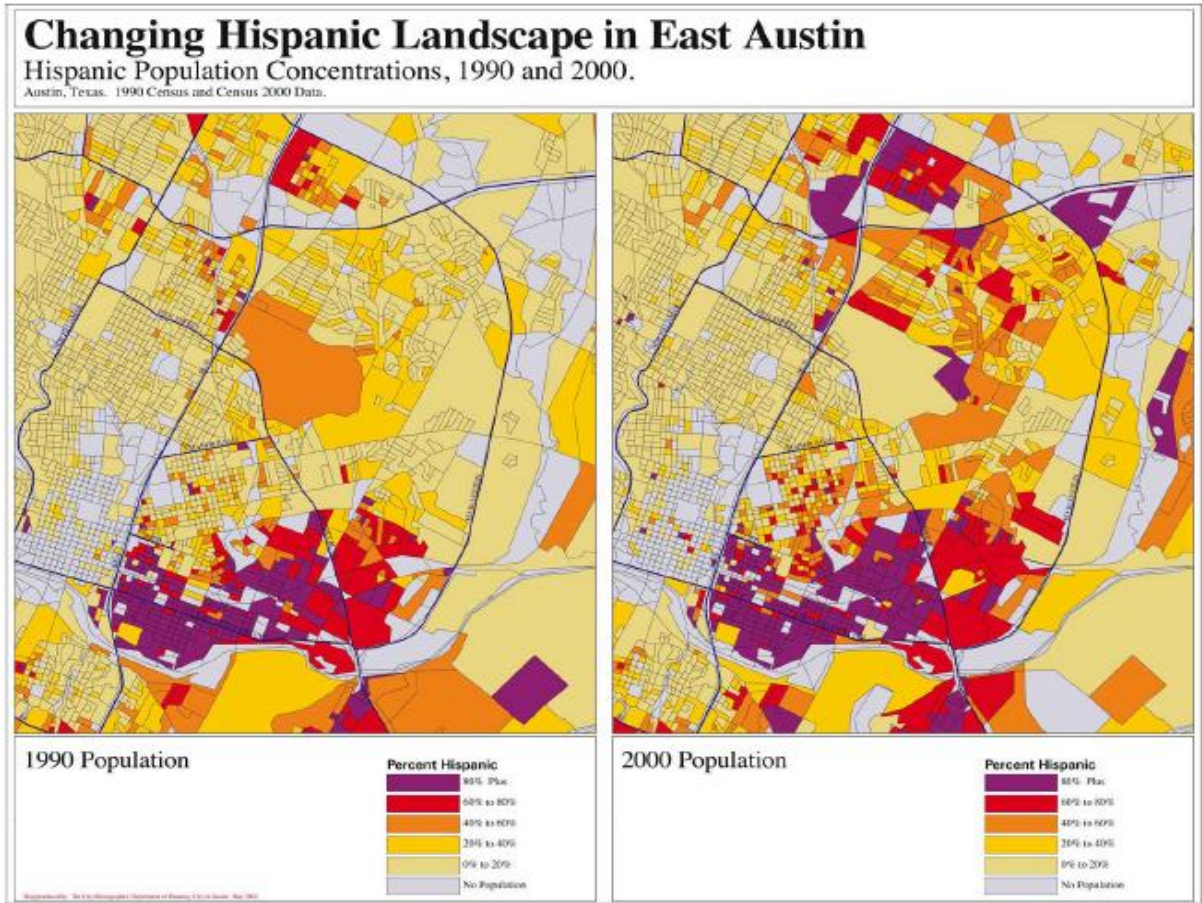 Changing Hispanic Landscape in East Austin
Hispanic Population Concentrations, 1990 and 2000.
Austin, Texas. 1990 Census and Census 2000 Data.
1990 Population
Percent Hispanic
80% Plus
60% to 80%
40% to 60%
20% to 40%
0% to 20%
No Population
2000 Population
Percent Hispanic
80% Plus
60% to 80%
40% to 60%
20% to 40%
0% to 20%
No Population